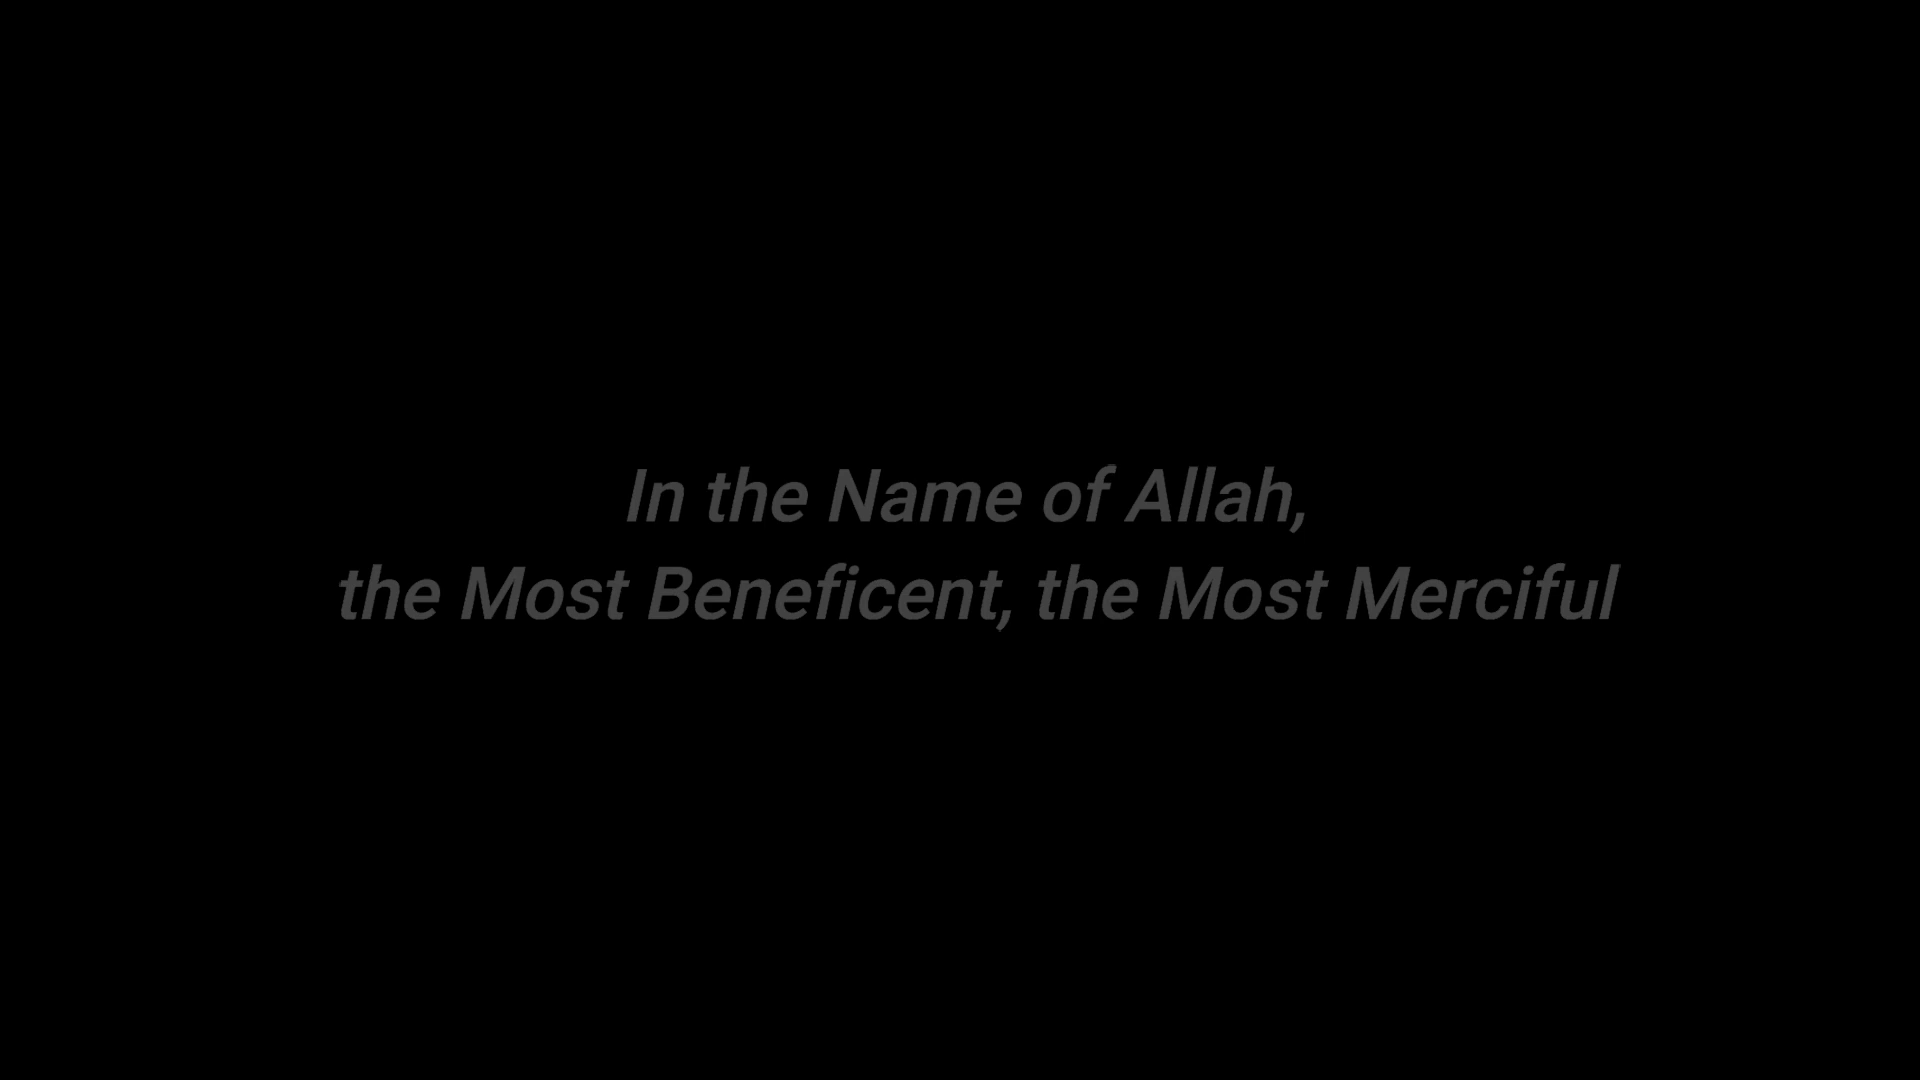 In the Name of Allah,
the Most Beneficent, the Most Merciful